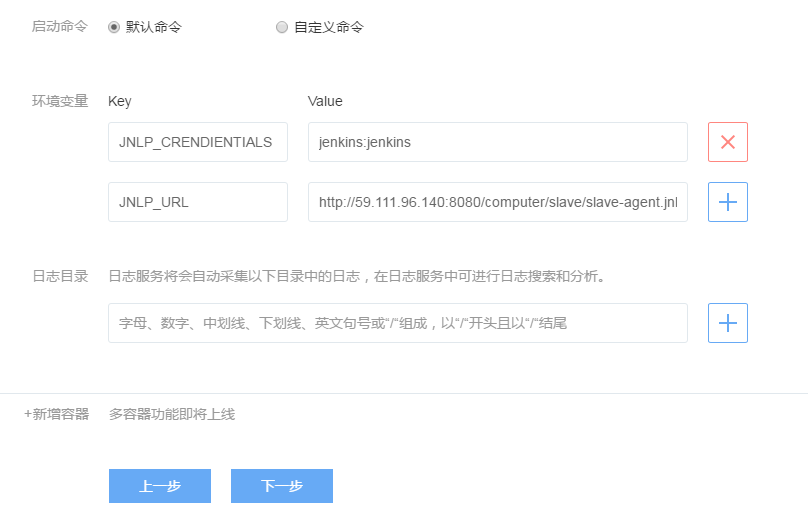 启动命令 默认命令 自定义命令
环境变量 Key Value
JNLP_CRENDIENTIALS jenkins:jenkins
JNLP_URL http://59.111.96.140:8080/computer/slave/slave-agent.jnl
日志目录 日志服务将会自动采集以下目录中的日志，在日志服务中可进行日志搜索和分析。
字母、数字、中划线、下划线、英文句号或“/“组成，以“/“开头且以“/“结尾
+新增容器 多容器功能即将上线
上一步 下一步